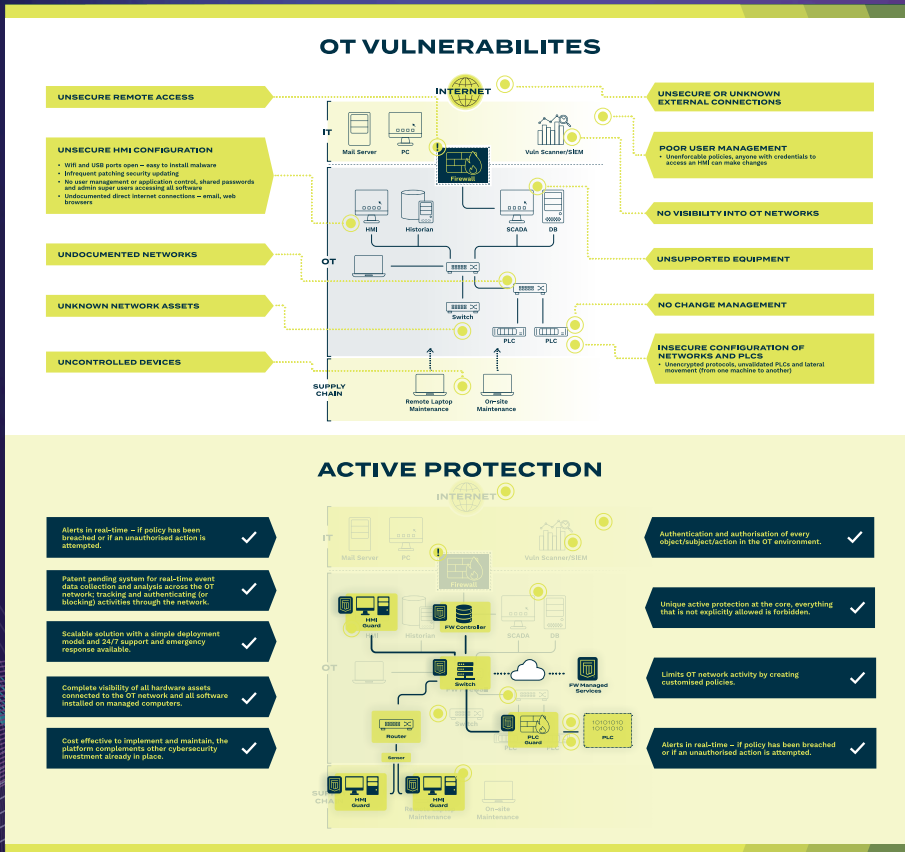 OT VULNERABILITES
UNSECURE REMOTE ACCESS
UNSECURE HMI CONFIGURATION
• Wifi and USB ports open – easy to install malware
• Infrequent patching security updating
• No user management or application control, shared passwords
and admin super users accessing all software
• Undocumented direct internet connections – email, web
browsers
UNDOCUMENTED NETWORKS
UNKNOWN NETWORK ASSETS
UNCONTROLLED DEVICES
INTERNET
IT
Mail Server
PC
Vuln Scanner/SIEM
!
Firewall
HMI
Historian
SCADA
DB
OT
Switch
PLC
PLC
SUPPLY
CHAIN
Remote Laptop
Maintenance
On-site
Maintenance
UNSECURE OR UNKNOWN
EXTERNAL CONNECTIONS
POOR USER MANAGEMENT
• Unenforcable policies, anyone with credentials to
access an HMI can make changes
NO VISIBILITY INTO OT NETWORKS
UNSUPPORTED EQUIPMENT
NO CHANGE MANAGEMENT
INSECURE CONFIGURATION OF
NETWORKS AND PLCS
• Unencrypted protocols, unvalidated PLCs and lateral
movement (from one machine to another)
ACTIVE PROTECTION
Alerts in real-time – if policy has been
breached or if an unauthorised action is
attempted.
Patent pending system for real-time event
data collection and analysis across the OT
network; tracking and authenticating (or
blocking) activities through the network.
Scalable solution with a simple deployment
model and 24/7 support and emergency
response available.
Complete visibility of all hardware assets
connected to the OT network and all software
installed on managed computers.
Cost effective to implement and maintain, the
platform complements other cybersecurity
investment already in place.
INTERNET
IT
Mail Server
PC
Vuln Scanner/SIEM
!
Firewall
HMI
Guard
FW Controller
HMI
Historian
SCADA
DB
OT
Switch
FW Managed
Services
Switch
Router
Sensor
PLC
Guard
10101010
10101010
PLC
HMI
Guard
HMI
Guard
Maintenance
On-site
Maintenance
Authentication and authorisation of every
object/subject/action in the OT environment.
Unique active protection at the core, everything
that is not explicitly allowed is forbidden.
Limits OT network activity by creating
customised policies.
Alerts in real-time – if policy has been breached
or if an unauthorised action is attempted.